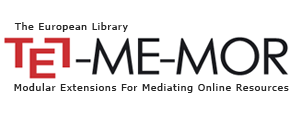 The European Library
TEL-ME-MOR
Modular Extensions For Mediating Online Resources